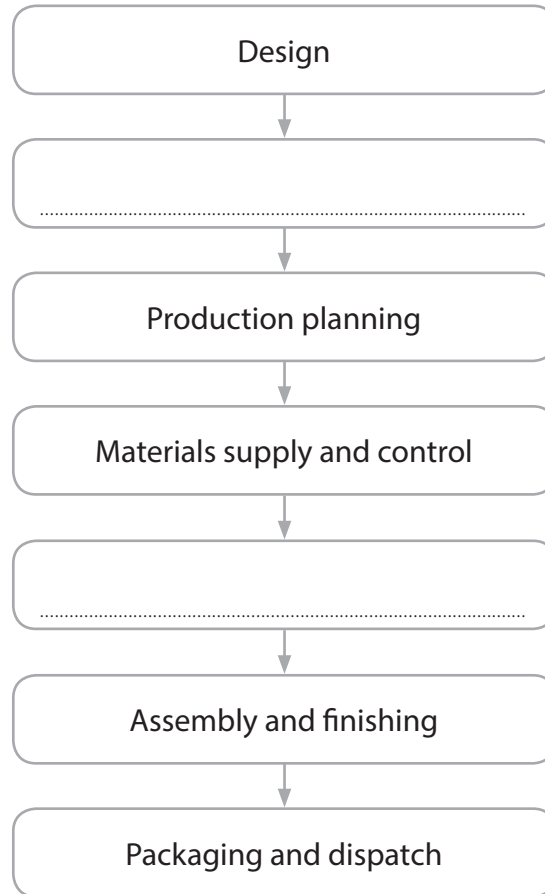 Design
Production planning
Materials supply and control
Assembly and finishing
Packaging and dispatch